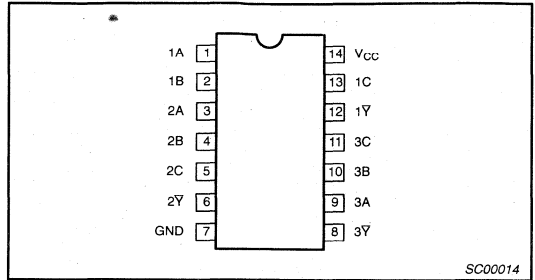 1A 1 14 VCC
1B 2 13 1C
2A 3 12 1Y̅
2B 4 11 3C
2C 5 10 3B
2Y̅ 6 9 3A
GND 7 8 3Y̅
SC00014